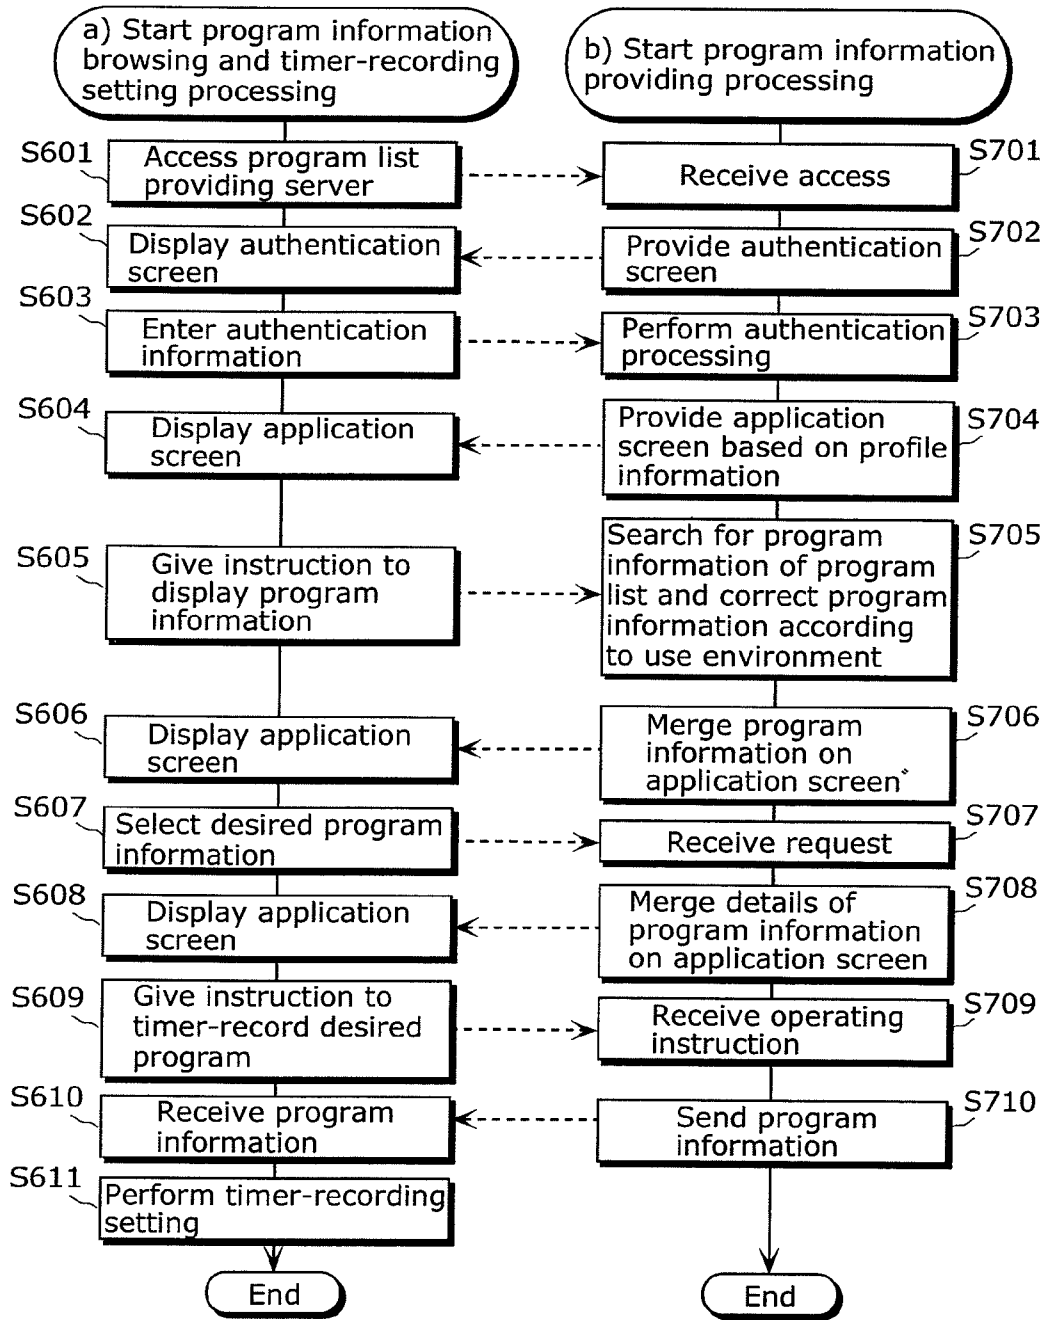 a) Start program information
browsing and timer-recording
setting processing
b) Start program information
providing processing
S601
Access program list
providing server
S701
Receive access
S602
Display authentication
screen
S702
Provide authentication
screen
S603
Enter authentication
information
S703
Perform authentication
processing
S604
Display application
screen
S704
Provide application
screen based on profile
information
S605
Give instruction to
display program
information
S705
Search for program
information of program
list and correct program
information according
to use environment
S606
Display application
screen
S706
Merge program
information on
application screen
S607
Select desired program
information
S707
Receive request
S608
Display application
screen
S708
Merge details of
program information
on application screen
S609
Give instruction to
timer-record desired
program
S709
Receive operating
instruction
S610
Receive program
information
S710
Send program
information
S611
Perform timer-recording
setting
End
End